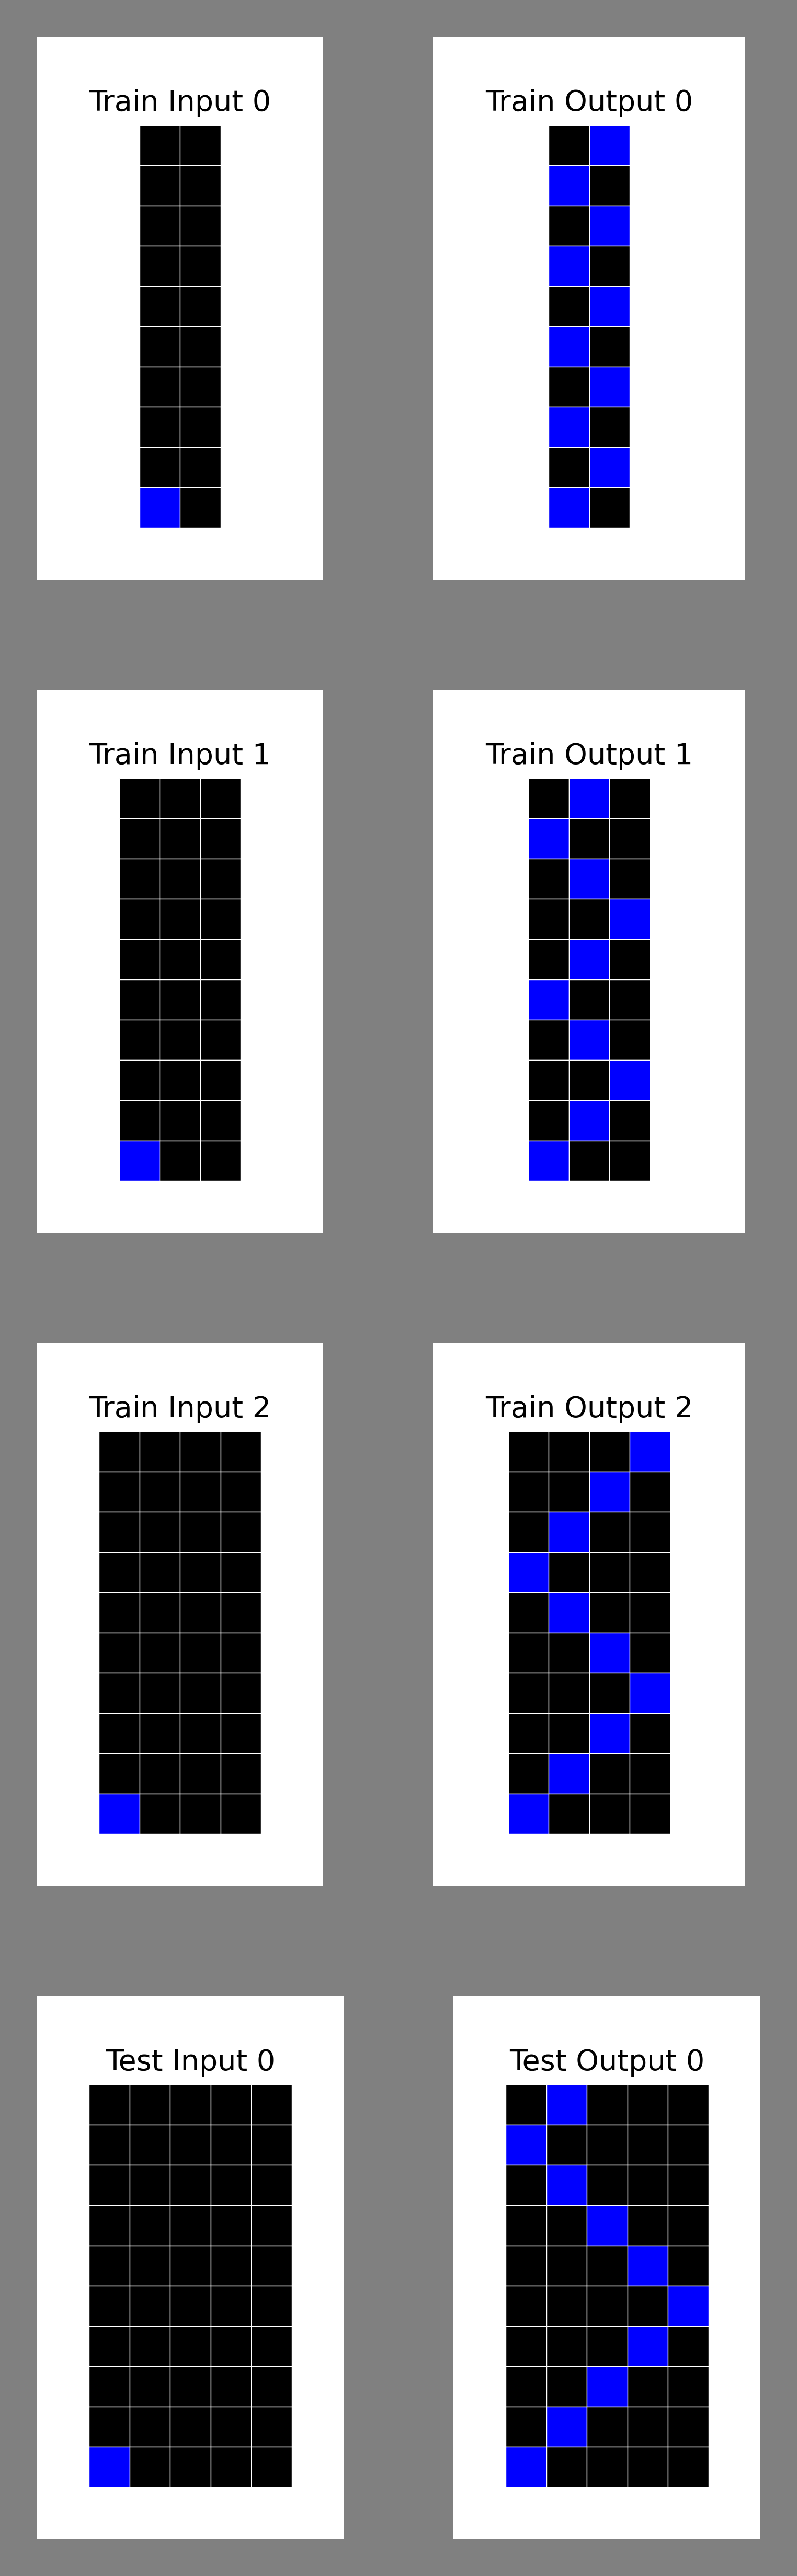 Train Input 0
Train Output 0
Train Input 1
Train Output 1
Train Input 2
Train Output 2
Test Input 0
Test Output 0